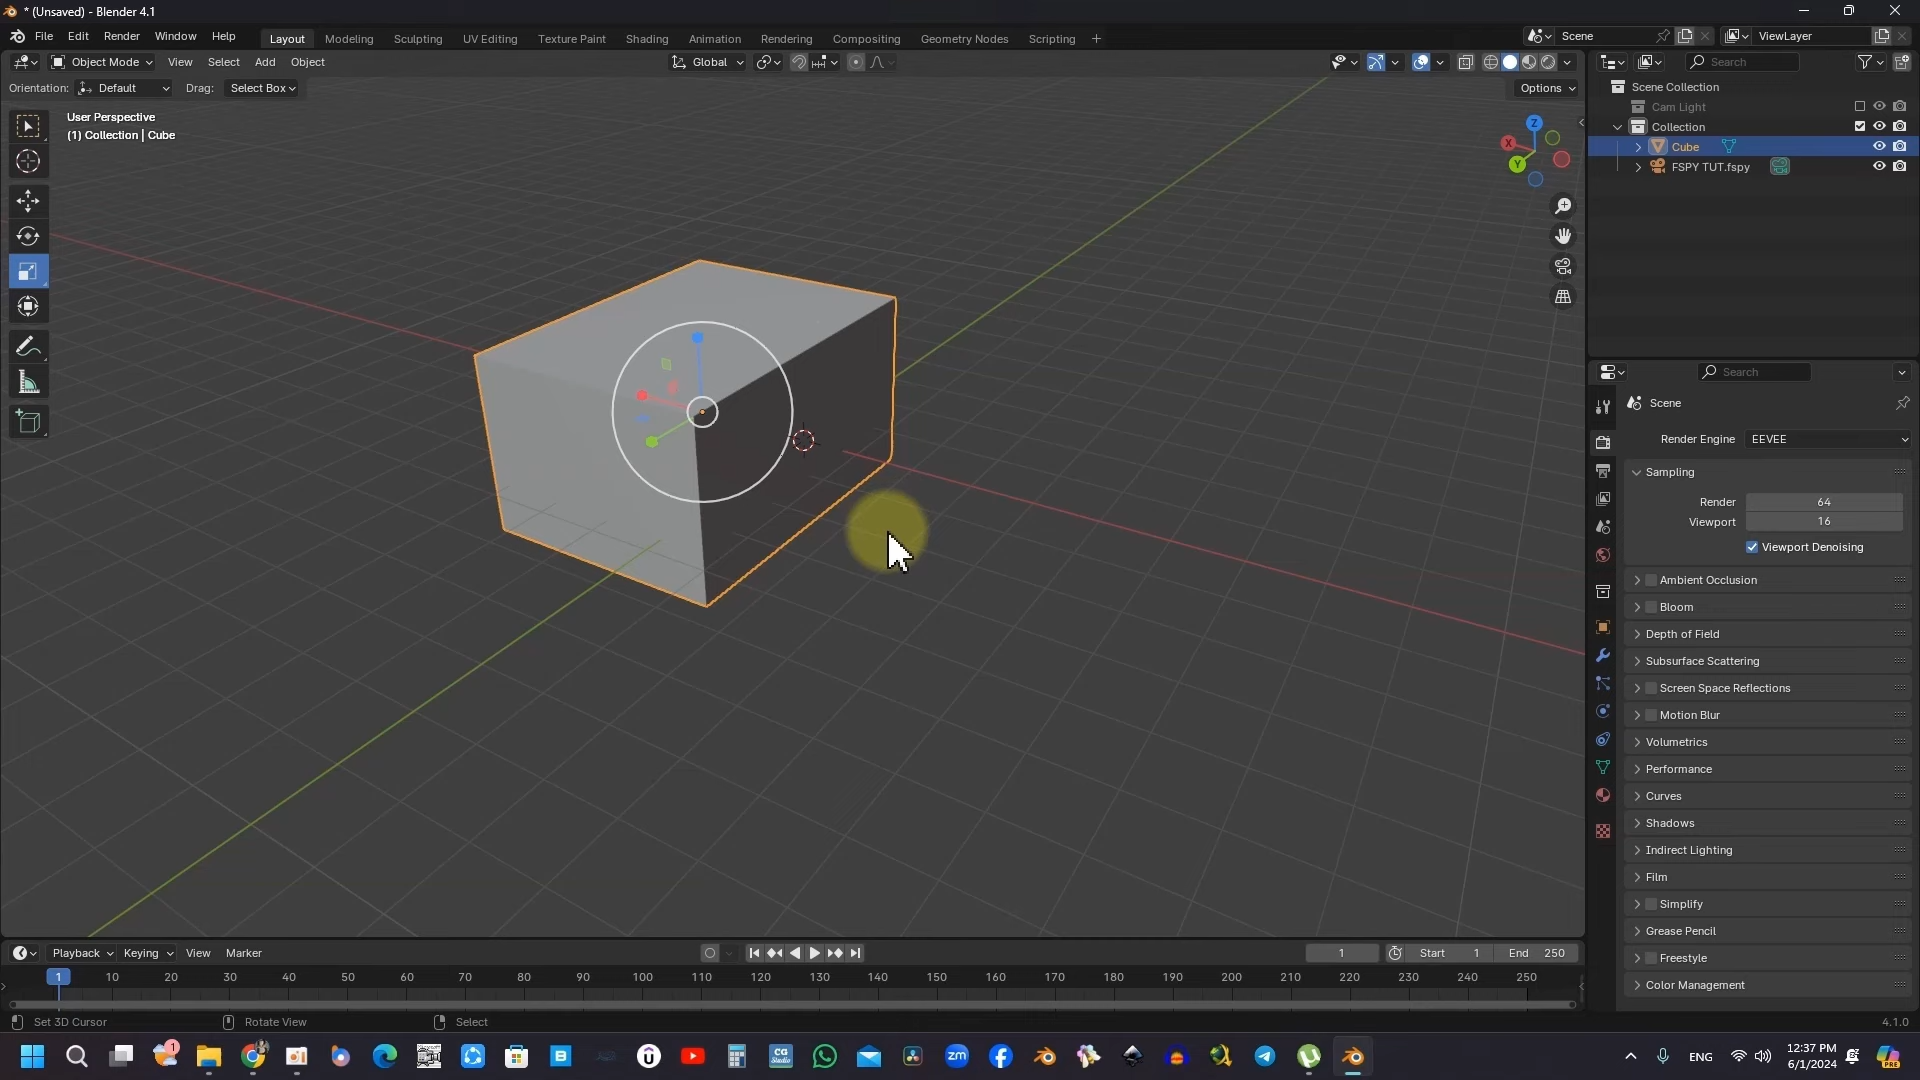 * (Unsaved) - Blender 4.1
File Edit Render Window Help Layout Modeling Sculpting UV Editing Texture Paint Shading Animation Rendering Compositing Geometry Nodes Scripting + Scene ViewLayer
Object Mode View Select Add Object Global Search
Orientation: Default Drag: Select Box Options
User Perspective
(1) Collection | Cube
Z
X
Y
Scene Collection
Cam Light
Collection
Cube
FSPY TUT.fspy
Search
Scene
Render Engine EEVEE
Sampling
Render 64
Viewport 16
Viewport Denoising
Ambient Occlusion
Bloom
Depth of Field
Subsurface Scattering
Screen Space Reflections
Motion Blur
Volumetrics
Performance
Curves
Shadows
Indirect Lighting
Film
Simplify
Grease Pencil
Freestyle
Color Management
Playback Keying View Marker 1 Start 1 End 250
1 10 20 30 40 50 60 70 80 90 100 110 120 130 140 150 160 170 180 190 200 210 220 230 240 250
Set 3D Cursor Rotate View Select 4.1.0
1 CG Studio zm ENG 12:37 PM
6/1/2024 PRE